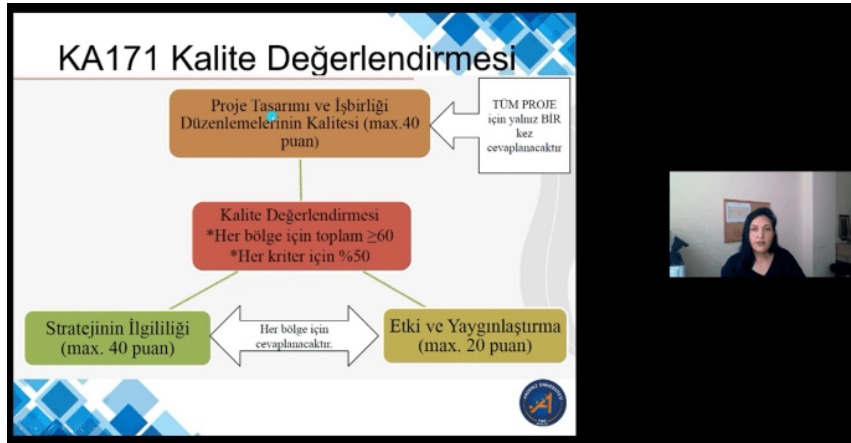 KA171 Kalite Değerlendirmesi
Proje Tasarımı ve İşbirliği
Düzenlemelerinin Kalitesi (max.40
puan)
TÜM PROJE
için yalnız BİR
kez
cevaplanacaktır
Kalite Değerlendirmesi
*Her bölge için toplam ≥60
*Her kriter için %50
Stratejinin İlgililiği
(max. 40 puan)
Her bölge için
cevaplanacaktır.
Etki ve Yaygınlaştırma
(max. 20 puan)